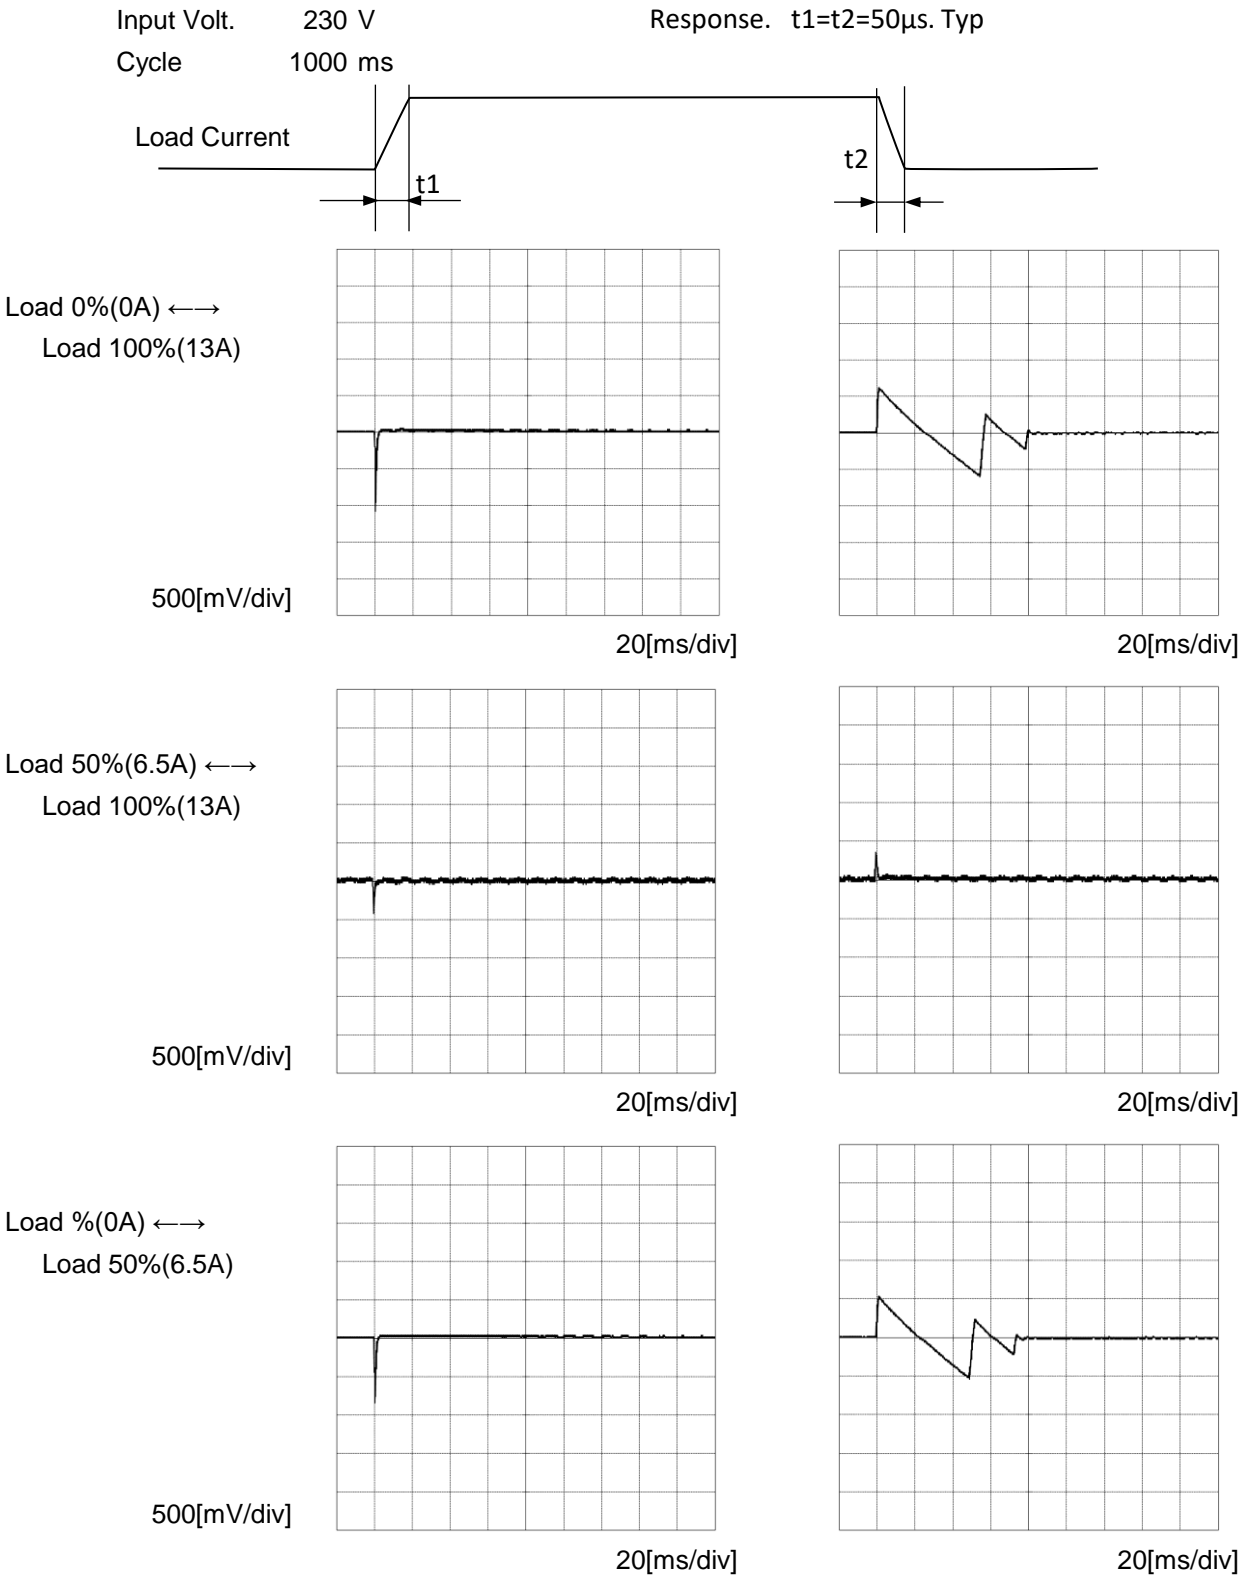 Input Volt. 230 V Response. t1=t2=50µs. Typ
Cycle 1000 ms
Load Current
t1
t2
Load 0%(0A) ←→
Load 100%(13A)
500[mV/div]
20[ms/div]
20[ms/div]
Load 50%(6.5A) ←→
Load 100%(13A)
500[mV/div]
20[ms/div]
20[ms/div]
Load %(0A) ←→
Load 50%(6.5A)
500[mV/div]
20[ms/div]
20[ms/div]